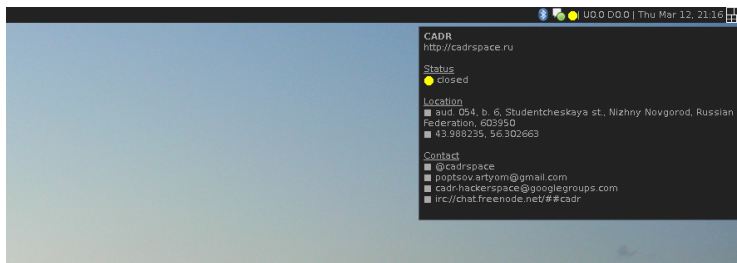 U0.0 D0.0 | Thu Mar 12, 21:16
CADR
http://cadrspace.ru
Status
closed
Location
aud. 054, b. 6, Studentcheskaya st., Nizhny Novgorod, Russian
Federation, 603950
43.988235, 56.302663
Contact
@cadrspace
poptsov.artyom@gmail.com
cadr-hackerspace@googlegroups.com
irc://chat.freenode.net/##cadr